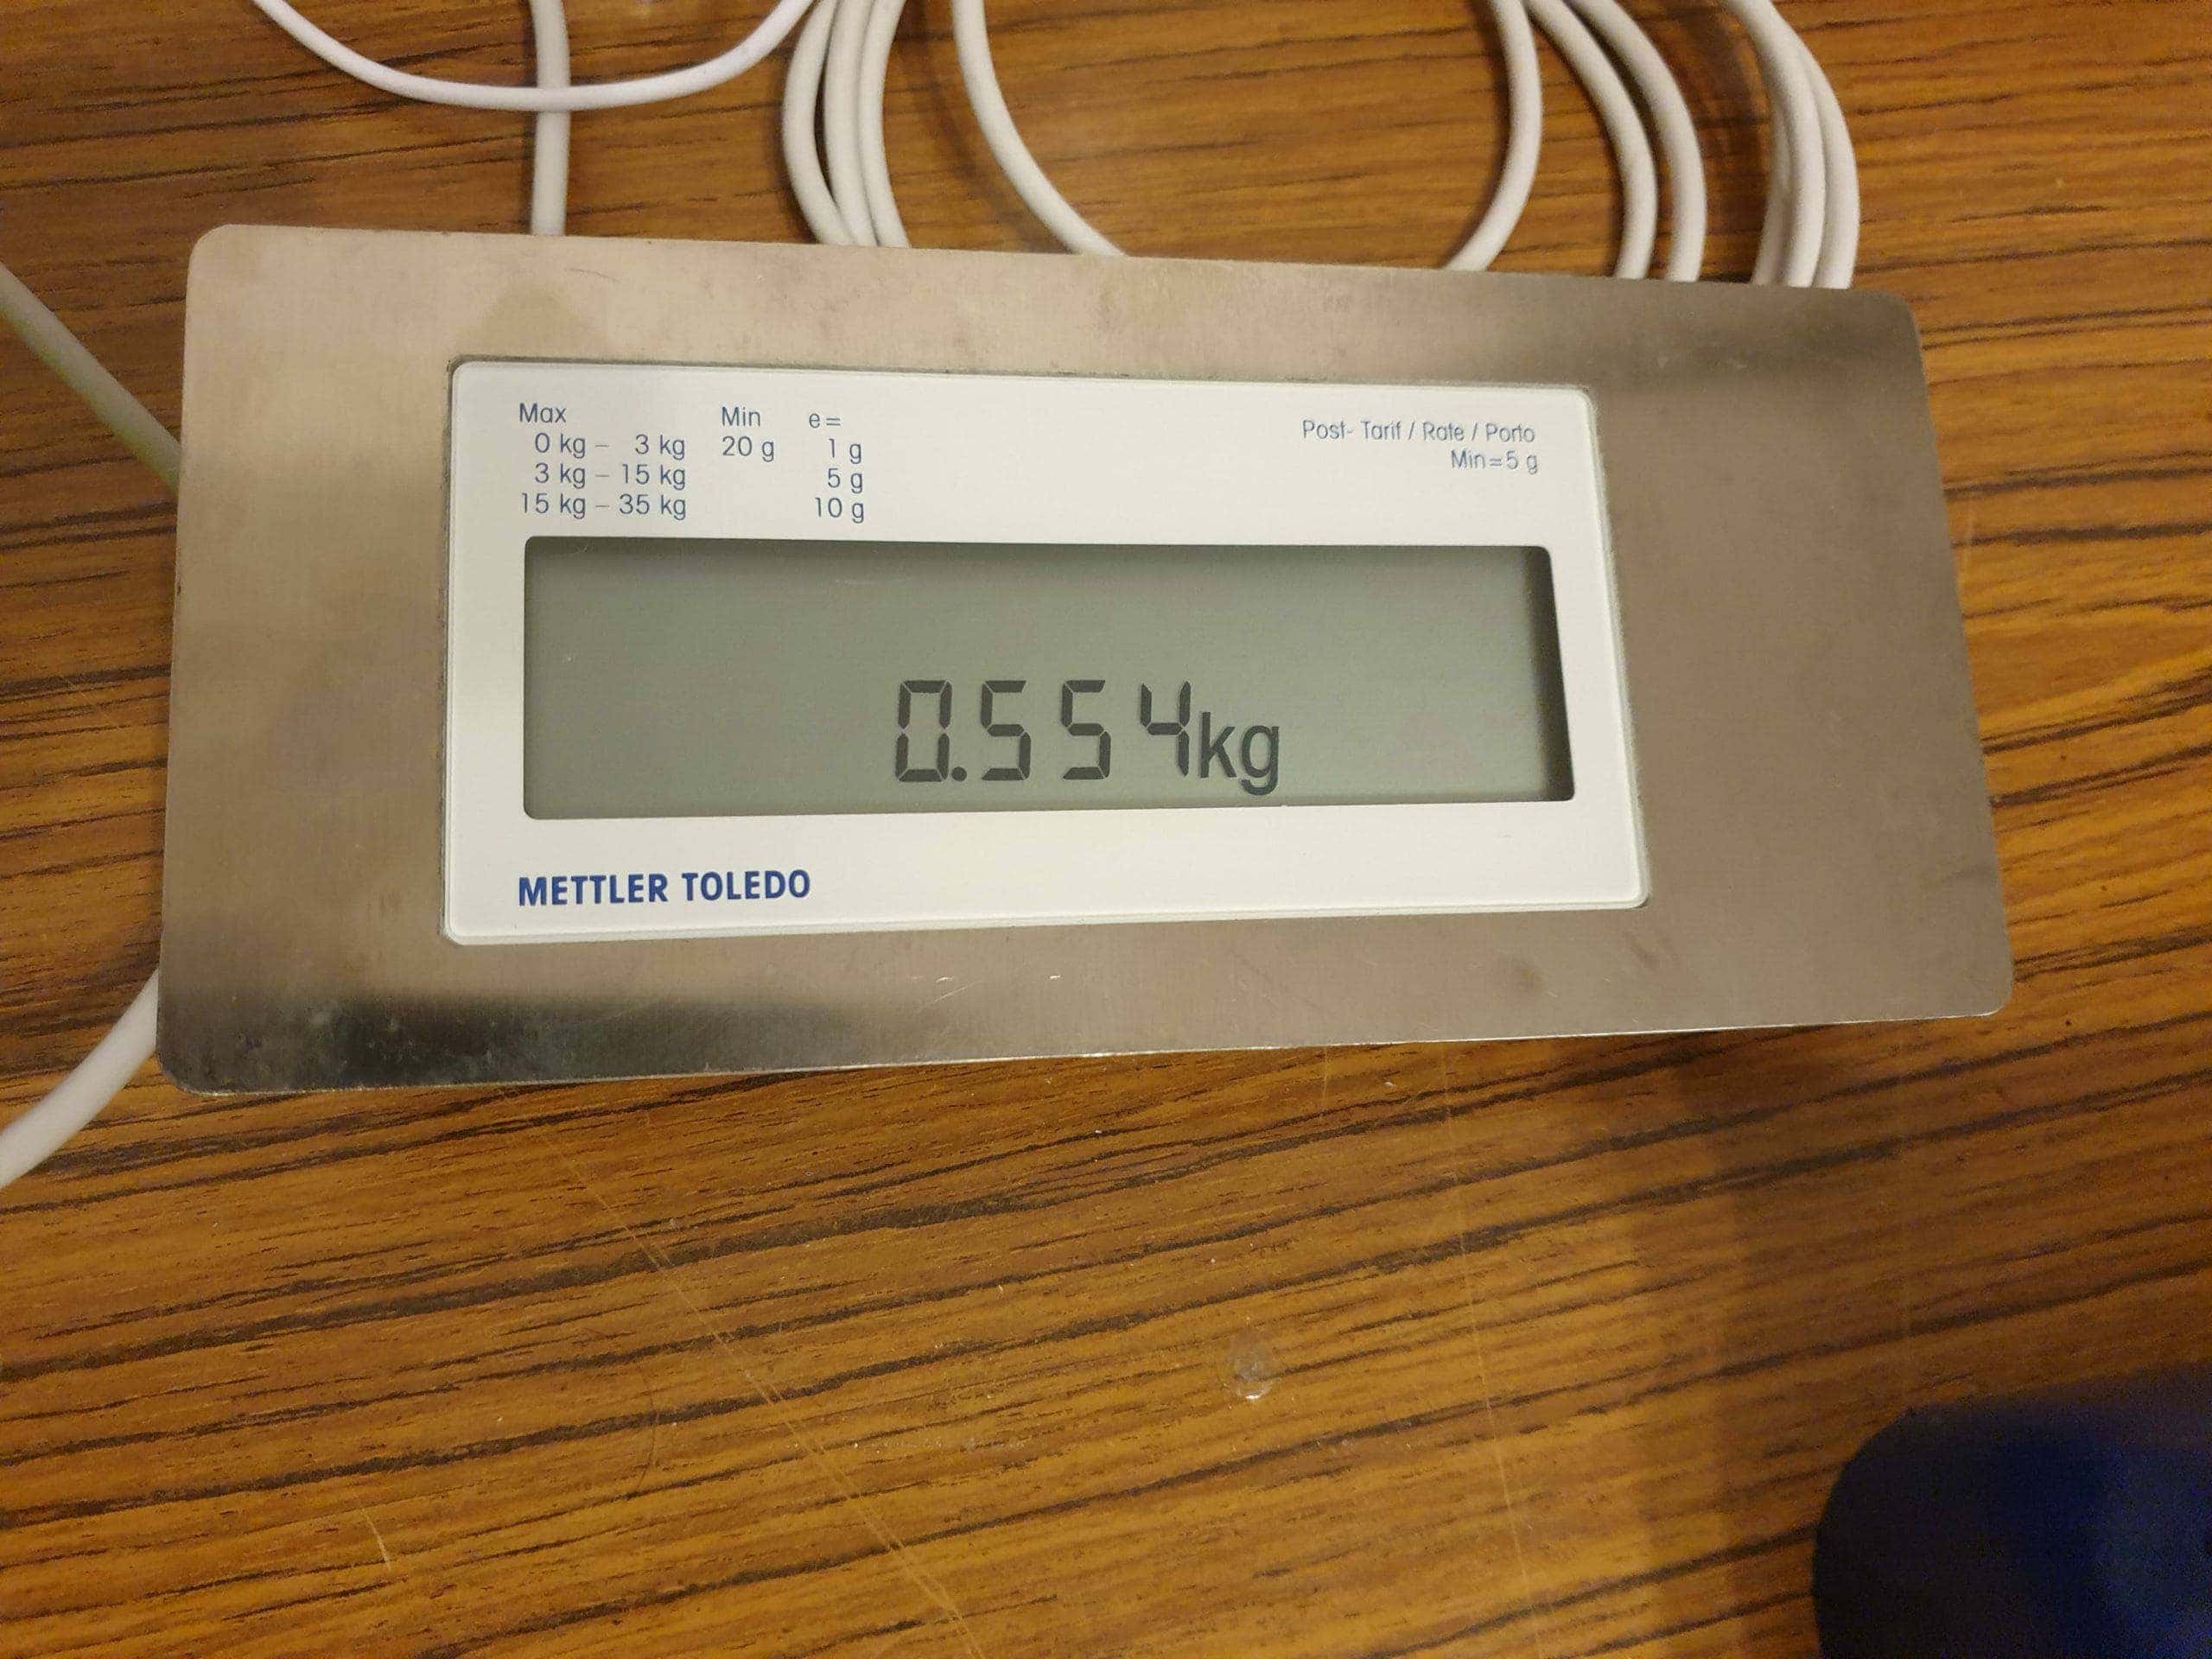 Max Min e=
0 kg – 3 kg 20 g 1 g
3 kg – 15 kg 5 g
15 kg – 35 kg 10 g
Post- Tarif / Rate / Porto
Min=5 g
0.554kg
METTLER TOLEDO